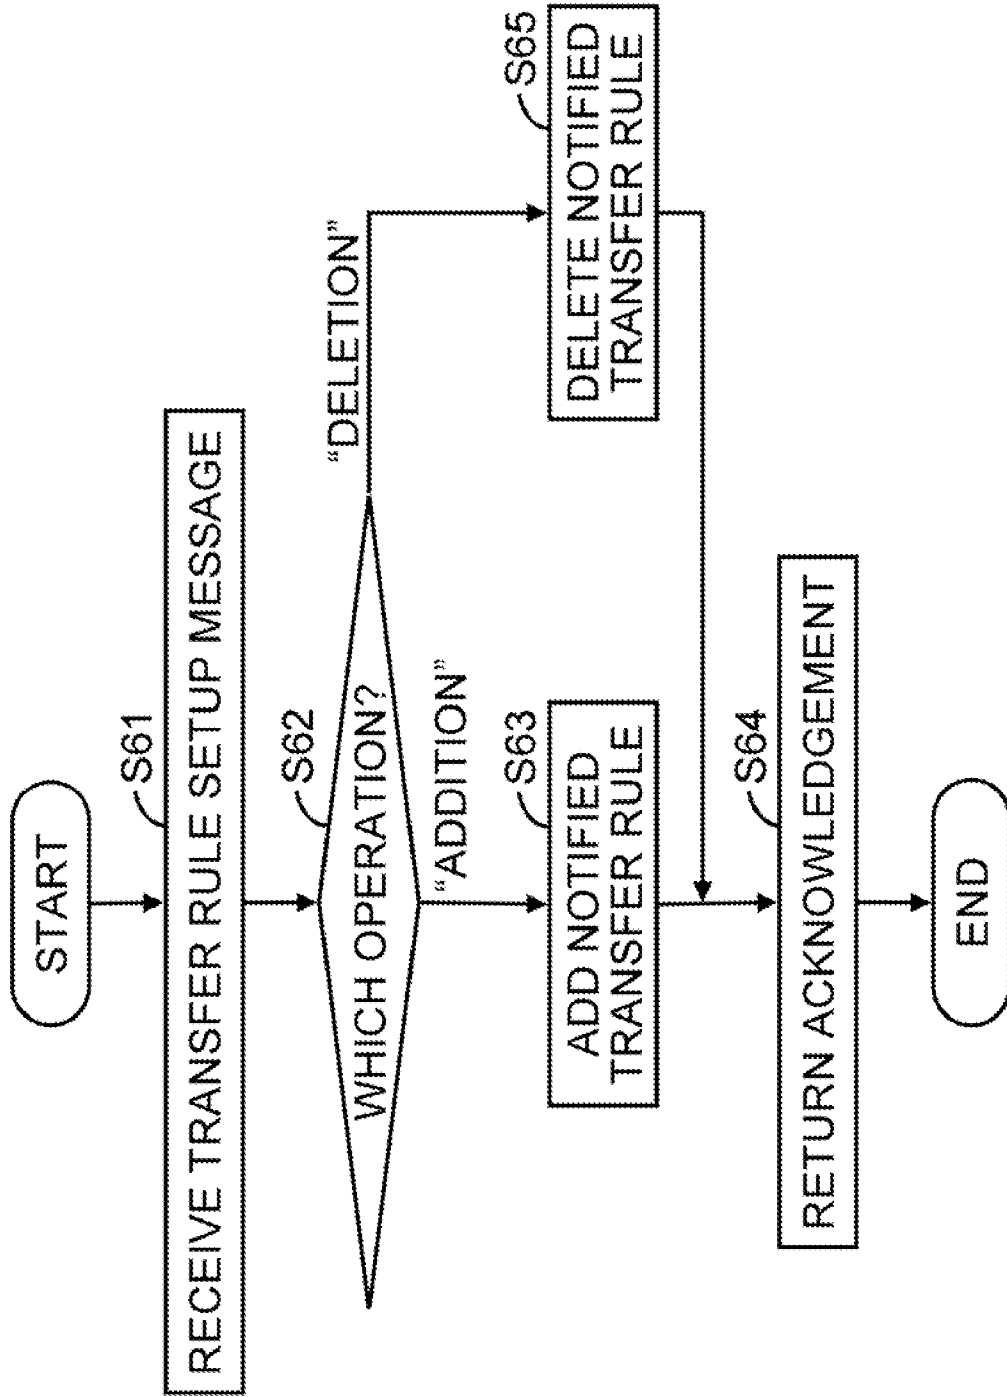 START
S61
RECEIVE TRANSFER RULE SETUP MESSAGE
S62
WHICH OPERATION?
“DELETION”
“ADDITION”
S63
ADD NOTIFIED
TRANSFER RULE
S65
DELETE NOTIFIED
TRANSFER RULE
S64
RETURN ACKNOWLEDGEMENT
END